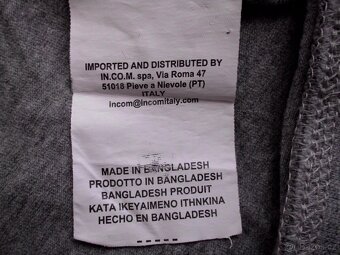 IMPORTED AND DISTRIBUTED BY
IN.CO.M. spa, Via Roma 47
51018 Pieve a Nievole (PT)
ITALY
incom@incomitaly.com
MADE IN BANGLADESH
PRODOTTO IN BANGLADESH
BANGLADESH PRODUIT
KATA IKEYAIMENO ITHNKINA
HECHO EN BANGLADESH